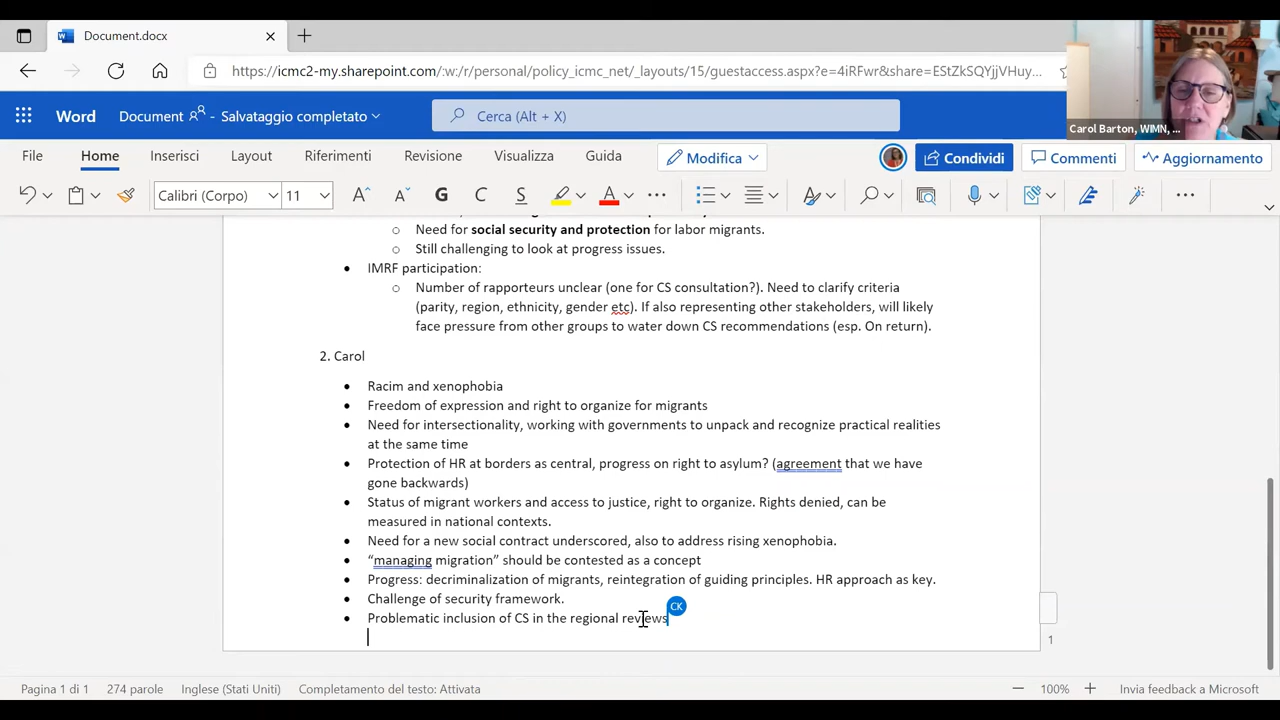 Document.docx
https://icmc2-my.sharepoint.com/:w:/r/personal/policy_icmc_net/_layouts/15/guestaccess.aspx?e=4iRFwr&share=EStZkSQYjjVHuy...
Carol Barton, WIMN, ...
Word Document - Salvataggio completato Cerca (Alt + X)
File Home Inserisci Layout Riferimenti Revisione Visualizza Guida Modifica Condividi Commenti Aggiornamento
Calibri (Corpo) 11 G C S
o Need for social security and protection for labor migrants.
o Still challenging to look at progress issues.
• IMRF participation:
o Number of rapporteurs unclear (one for CS consultation?). Need to clarify criteria
(parity, region, ethnicity, gender etc). If also representing other stakeholders, will likely
face pressure from other groups to water down CS recommendations (esp. On return).
2. Carol
• Racim and xenophobia
• Freedom of expression and right to organize for migrants
• Need for intersectionality, working with governments to unpack and recognize practical realities
at the same time
• Protection of HR at borders as central, progress on right to asylum? (agreement that we have
gone backwards)
• Status of migrant workers and access to justice, right to organize. Rights denied, can be
measured in national contexts.
• Need for a new social contract underscored, also to address rising xenophobia.
• “managing migration” should be contested as a concept
• Progress: decriminalization of migrants, reintegration of guiding principles. HR approach as key.
• Challenge of security framework.
CK
• Problematic inclusion of CS in the regional reviews
1
Pagina 1 di 1 274 parole Inglese (Stati Uniti) Completamento del testo: Attivata 100% Invia feedback a Microsoft